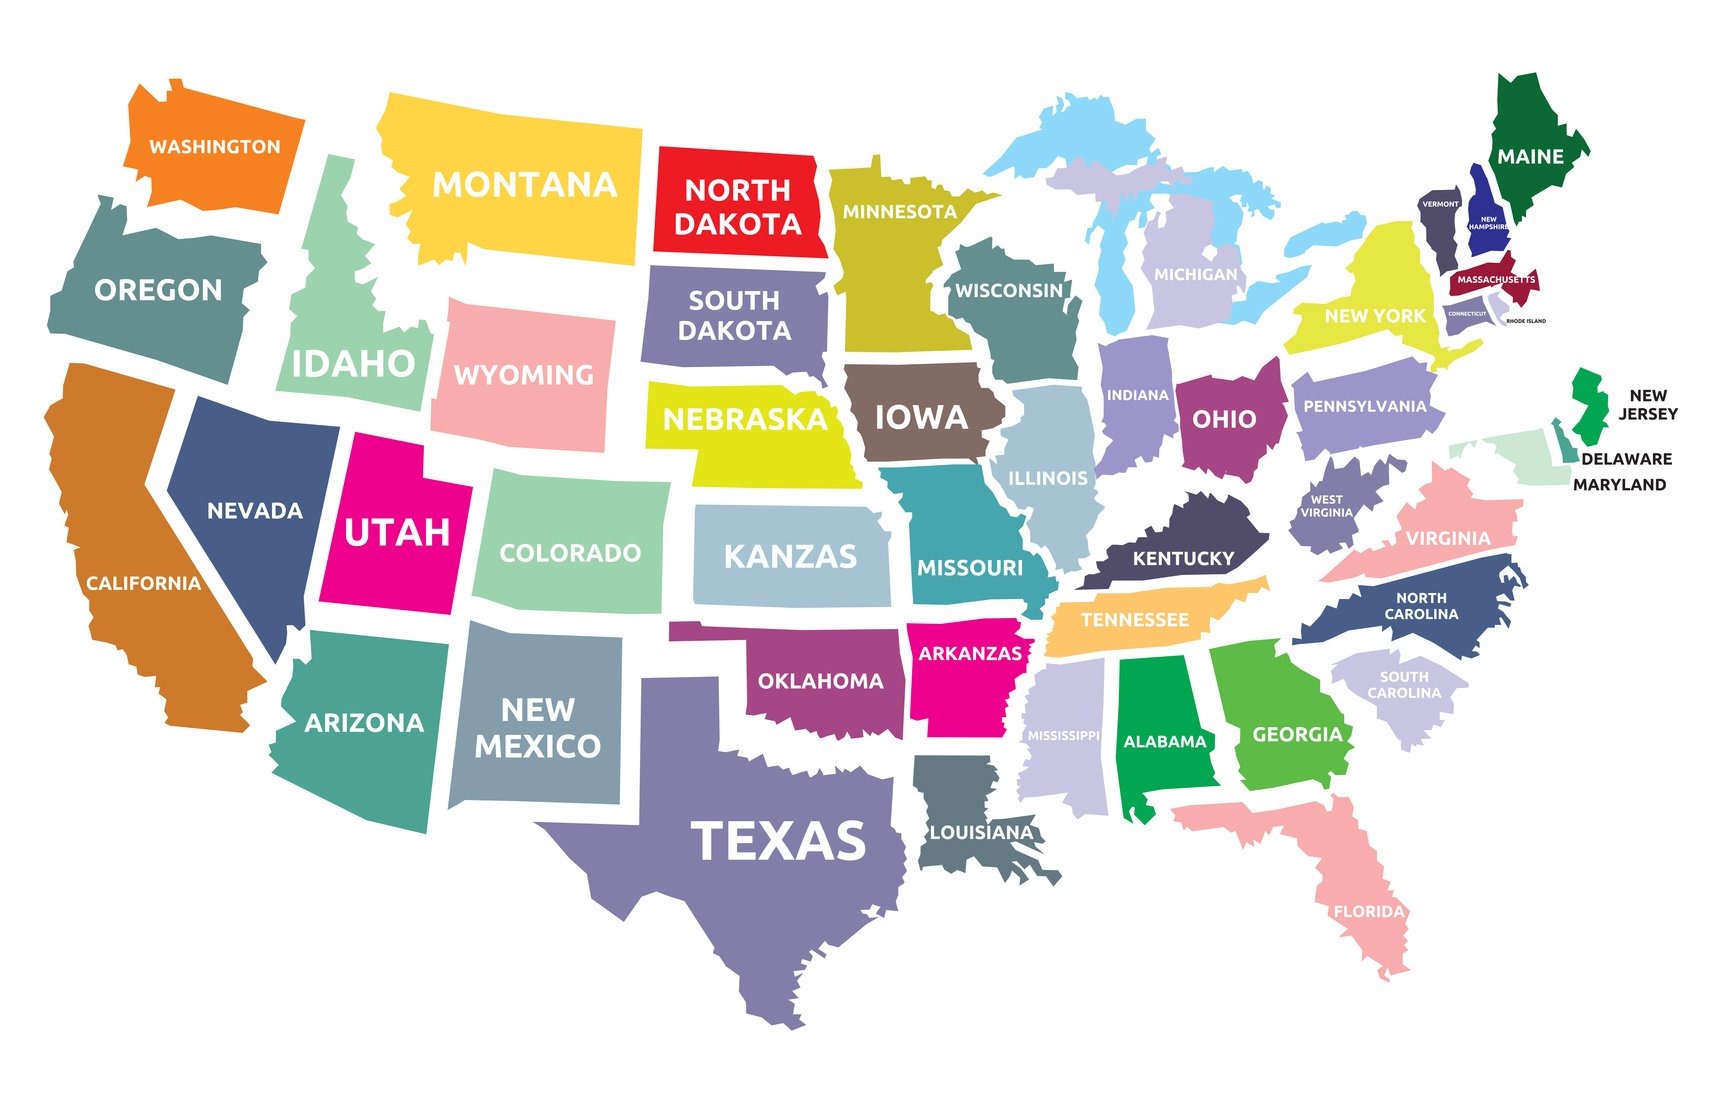 WASHINGTON
MONTANA
NORTH
DAKOTA
MINNESOTA
MAINE
OREGON
IDAHO
WYOMING
SOUTH
DAKOTA
WISCONSIN
MICHIGAN
NEW YORK
VERMONT
NEW
HAMPSHIRE
MASSACHUSETTS
CONNECTICUT
RHODE ISLAND
NEBRASKA
IOWA
ILLINOIS
INDIANA
OHIO
PENNSYLVANIA
NEW
JERSEY
DELAWARE
MARYLAND
CALIFORNIA
NEVADA
UTAH
COLORADO
KANZAS
MISSOURI
KENTUCKY
WEST
VIRGINIA
VIRGINIA
TENNESSEE
NORTH
CAROLINA
ARIZONA
NEW
MEXICO
OKLAHOMA
ARKANZAS
MISSISSIPPI
ALABAMA
GEORGIA
SOUTH
CAROLINA
TEXAS
LOUISIANA
FLORIDA